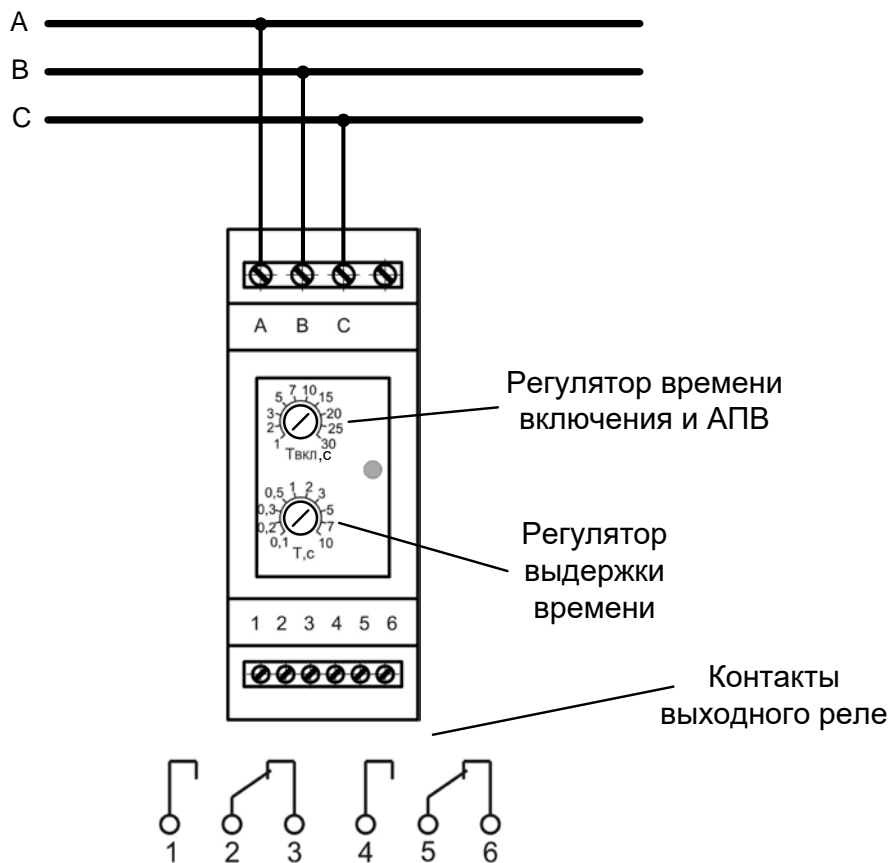 A
B
C
A B C
5 7 10 15
3 20
2 25
1 30
Твкл,с
Регулятор времени
включения и АПВ
0,5 1 2 3
0,3 5
0,2 7
0,1 10
Т,с
Регулятор
выдержки
времени
1 2 3 4 5 6
Контакты
выходного реле
1 2 3 4 5 6